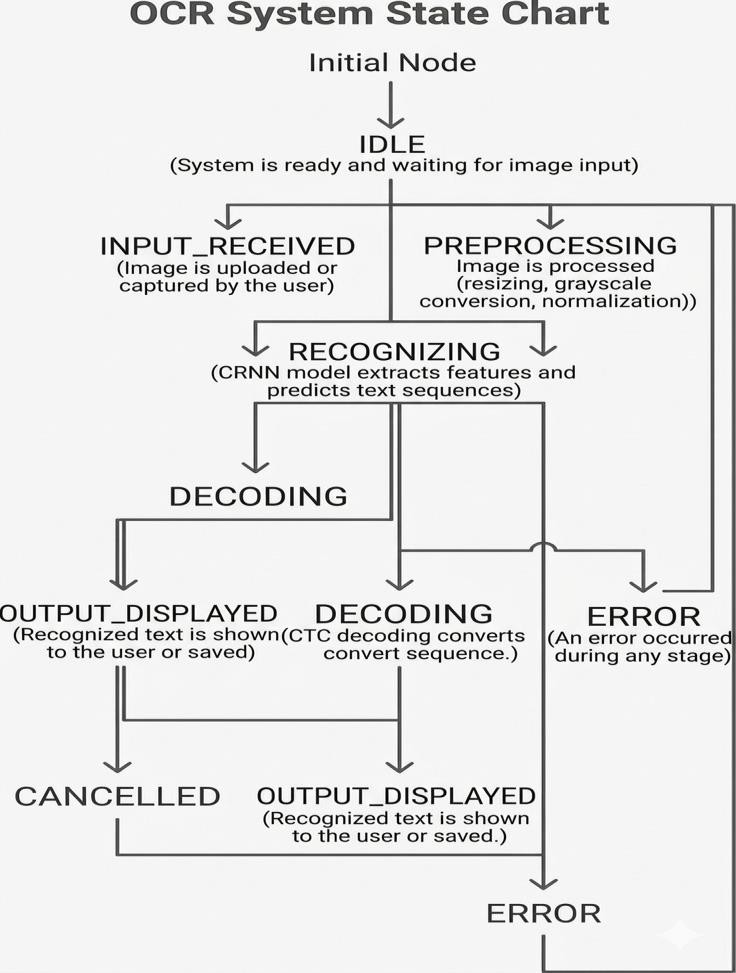 OCR System State Chart
Initial Node
IDLE
(System is ready and waiting for image input)
INPUT_RECEIVED
(Image is uploaded or
captured by the user)
PREPROCESSING
Image is processed
(resizing, grayscale
conversion, normalization))
RECOGNIZING
(CRNN model extracts features and
predicts text sequences)
DECODING
OUTPUT_DISPLAYED
(Recognized text is shown
to the user or saved)
DECODING
(CTC decoding converts
convert sequence.)
ERROR
(An error occurred
during any stage)
CANCELLED
OUTPUT_DISPLAYED
(Recognized text is shown
to the user or saved.)
ERROR